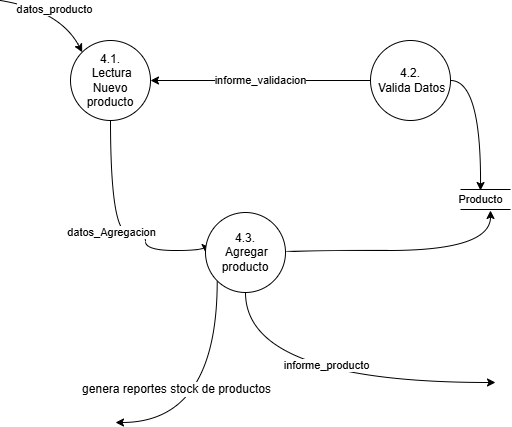 datos_producto
4.1.
Lectura
Nuevo
producto
informe_validacion
4.2.
Valida Datos
Producto
datos_Agregacion
4.3.
Agregar
producto
informe_producto
genera reportes stock de productos